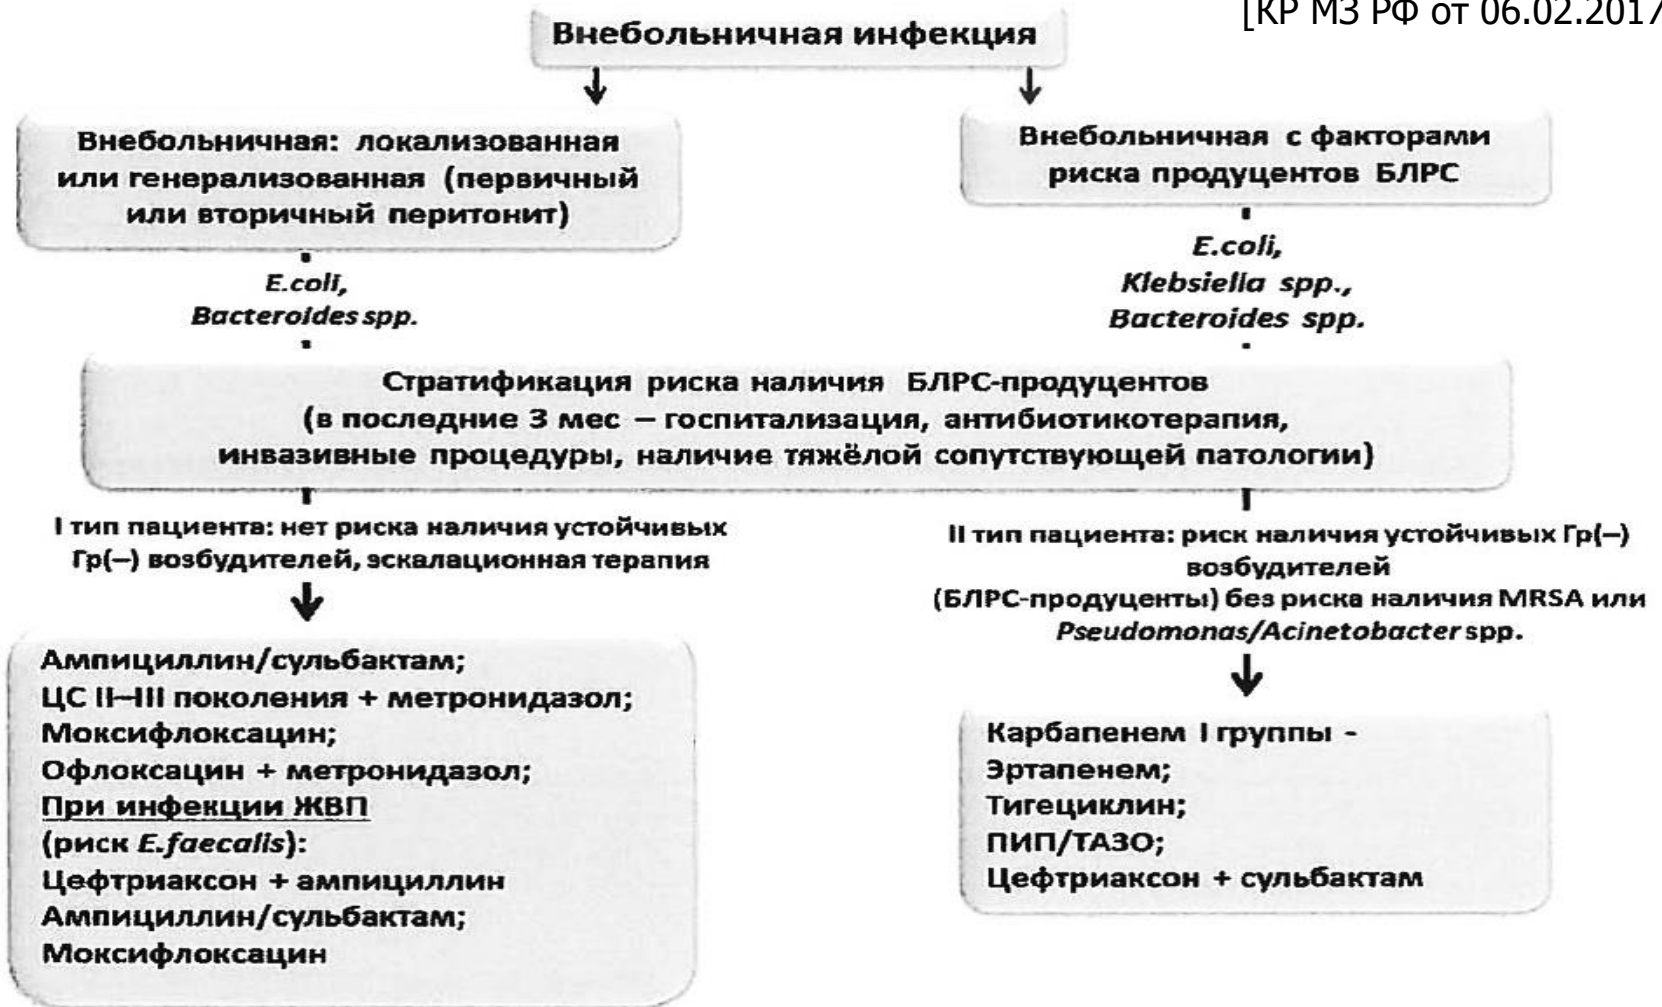 [КР МЗ РФ от 06.02.2017
Внебольничная инфекция
Внебольничная: локализованная
или генерализованная (первичный
или вторичный перитонит)
Внебольничная с факторами
риска продуцентов БЛРС
E.coli,
Bacteroides spp.
E.coli,
Klebsiella spp.,
Bacteroides spp.
Стратификация риска наличия БЛРС-продуцентов
(в последние 3 мес – госпитализация, антибиотикотерапия,
инвазивные процедуры, наличие тяжёлой сопутствующей патологии)
I тип пациента: нет риска наличия устойчивых
Гр(–) возбудителей, эскалационная терапия
II тип пациента: риск наличия устойчивых Гр(–)
возбудителей
(БЛРС-продуценты) без риска наличия MRSA или
Pseudomonas/Acinetobacter spp.
Ампициллин/сульбактам;
ЦС II–III поколения + метронидазол;
Моксифлоксацин;
Офлоксацин + метронидазол;
При инфекции ЖВП
(риск E.faecalis):
Цефтриаксон + ампициллин
Ампициллин/сульбактам;
Моксифлоксацин
Карбапенем I группы -
Эртапенем;
Тигециклин;
ПИП/ТАЗО;
Цефтриаксон + сульбактам